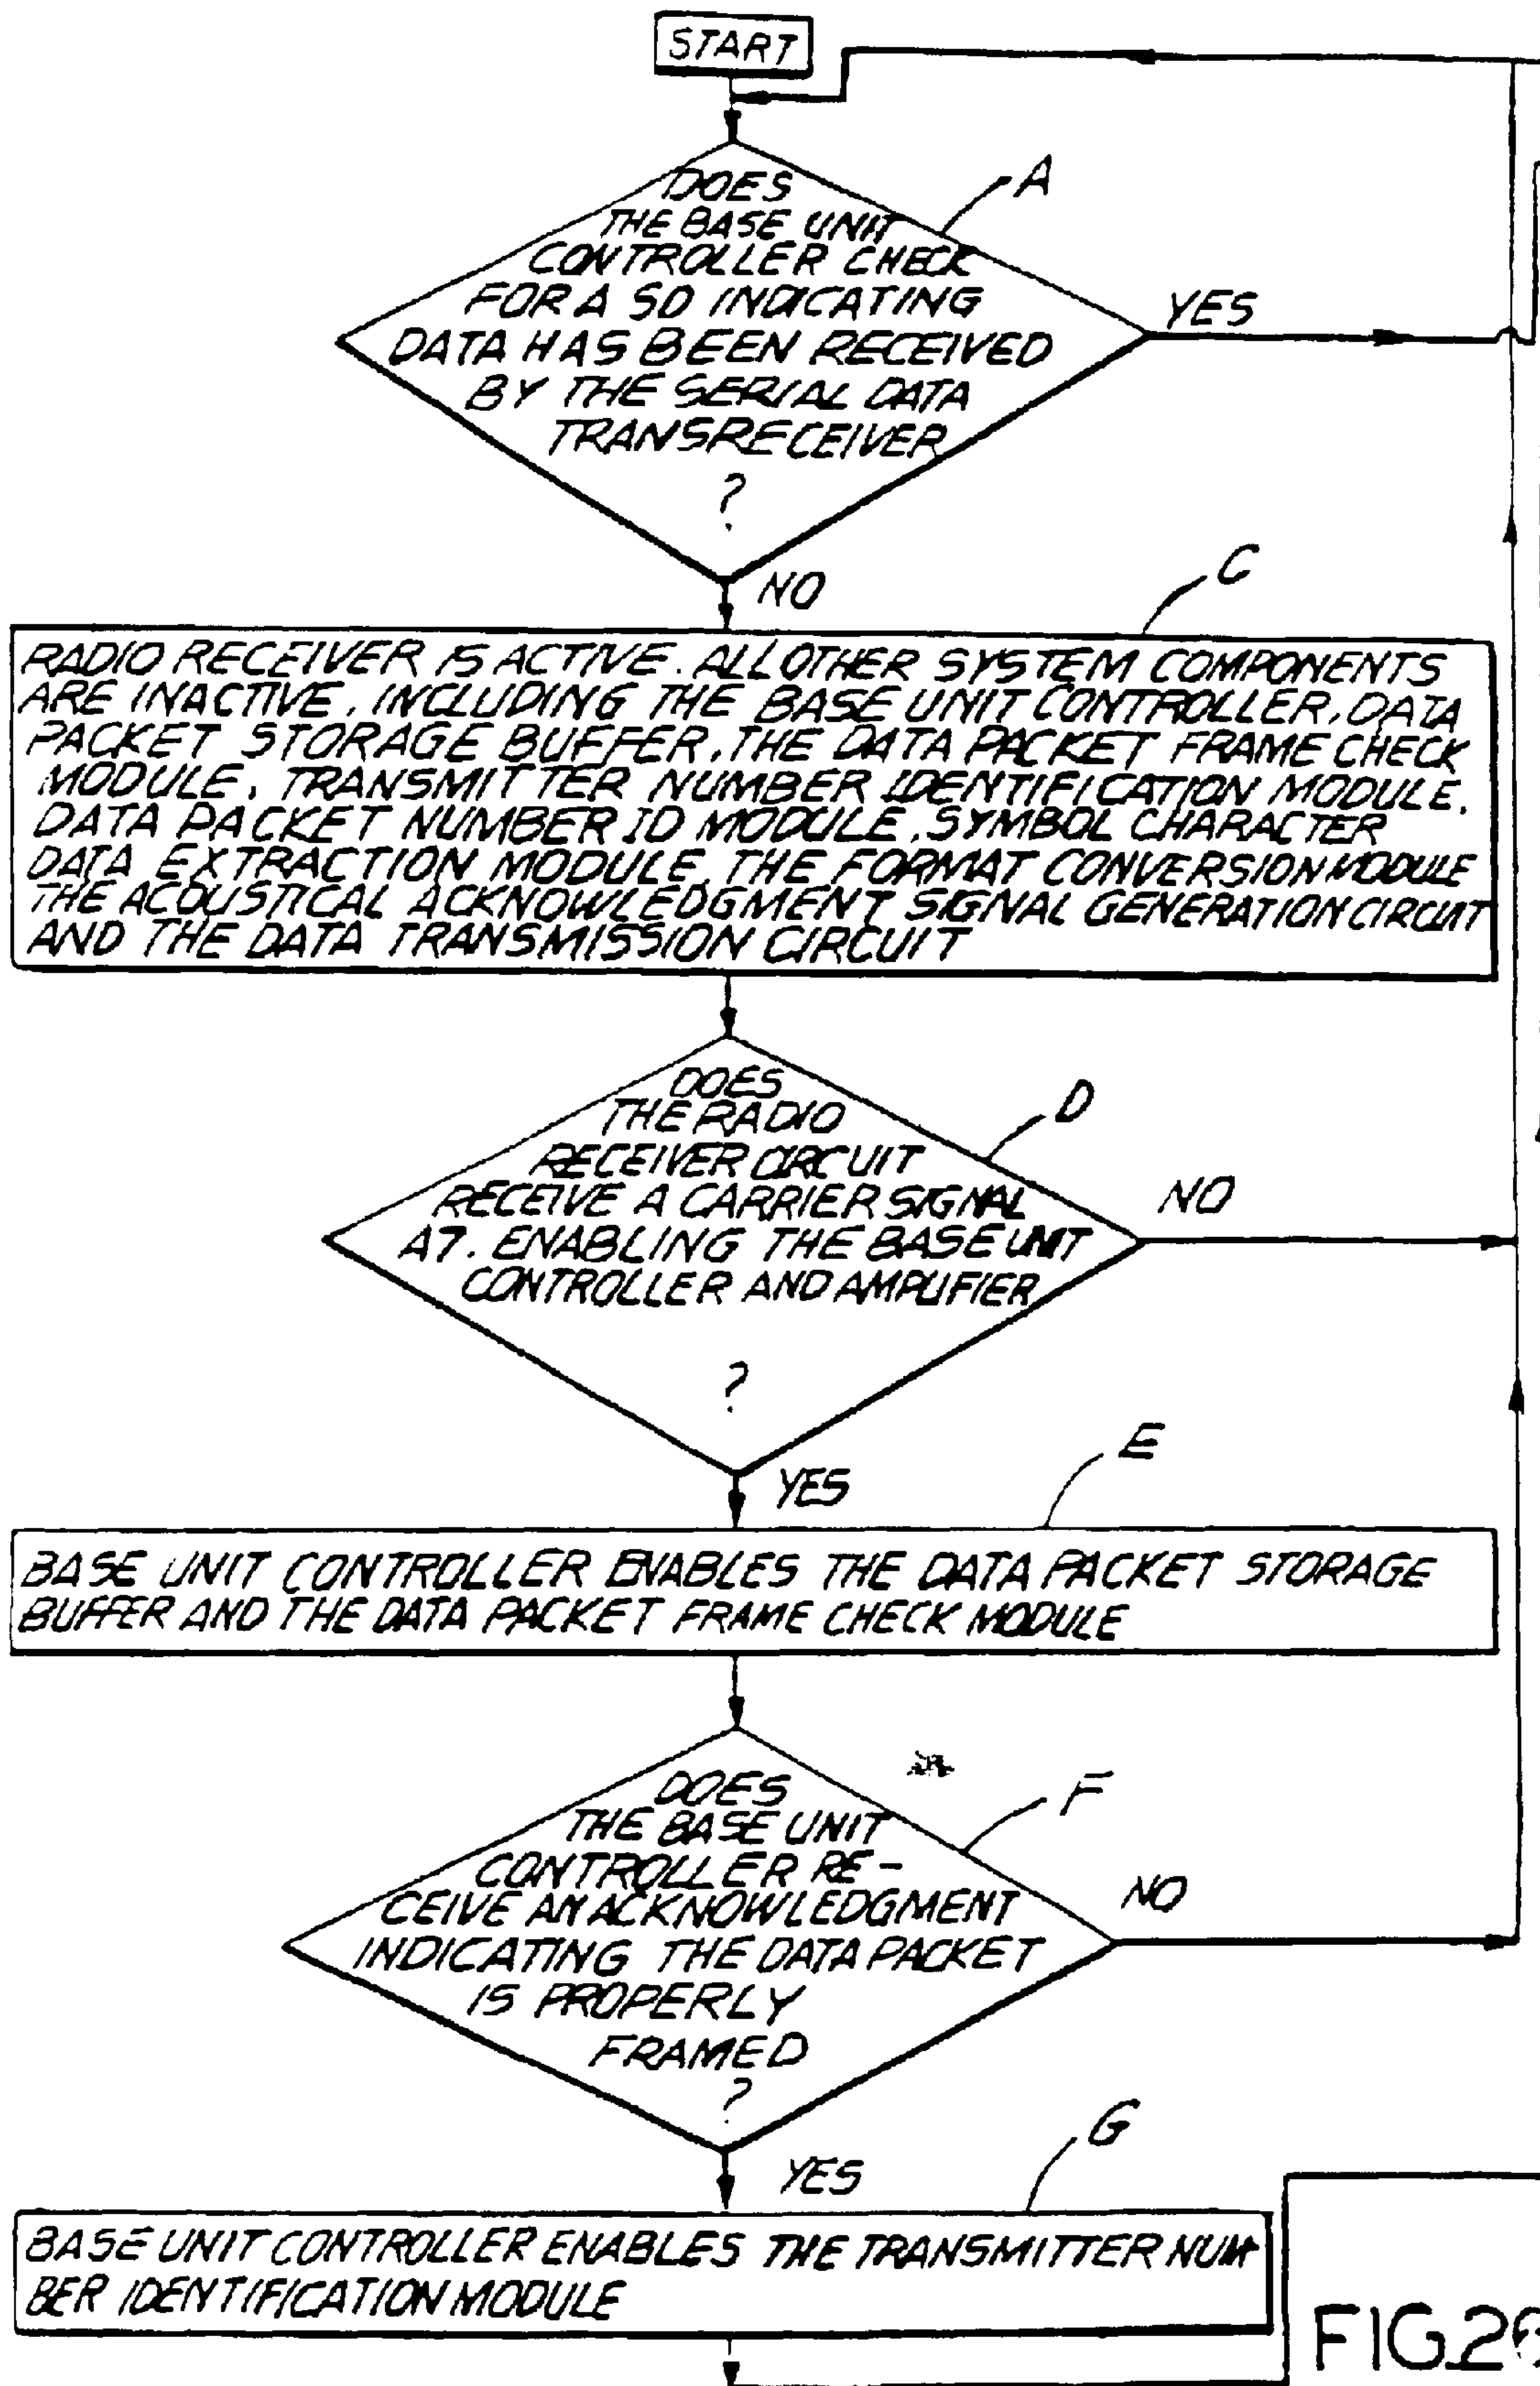 START
A
DOES
THE BASE UNIT
CONTROLLER CHECK
FOR A SD INDICATING
DATA HAS BEEN RECEIVED
BY THE SERIAL DATA
TRANSRECEIVER
?
YES
NO
C
RADIO RECEIVER IS ACTIVE. ALL OTHER SYSTEM COMPONENTS
ARE INACTIVE, INCLUDING THE BASE UNIT CONTROLLER, DATA
PACKET STORAGE BUFFER, THE DATA PACKET FRAME CHECK
MODULE, TRANSMITTER NUMBER IDENTIFICATION MODULE,
DATA PACKET NUMBER ID MODULE, SYMBOL CHARACTER
DATA EXTRACTION MODULE, THE FORMAT CONVERSION MODULE
THE ACOUSTICAL ACKNOWLEDGMENT SIGNAL GENERATION CIRCUIT
AND THE DATA TRANSMISSION CIRCUIT
D
DOES
THE RADIO
RECEIVER CIRCUIT
RECEIVE A CARRIER SIGNAL
A7. ENABLING THE BASE UNIT
CONTROLLER AND AMPLIFIER
?
NO
YES
E
BASE UNIT CONTROLLER ENABLES THE DATA PACKET STORAGE
BUFFER AND THE DATA PACKET FRAME CHECK MODULE
F
DOES
THE BASE UNIT
CONTROLLER RE-
CEIVE AN ACKNOWLEDGMENT
INDICATING THE DATA PACKET
IS PROPERLY
FRAMED
?
NO
YES
G
BASE UNIT CONTROLLER ENABLES THE TRANSMITTER NUM-
BER IDENTIFICATION MODULE
FIG.2